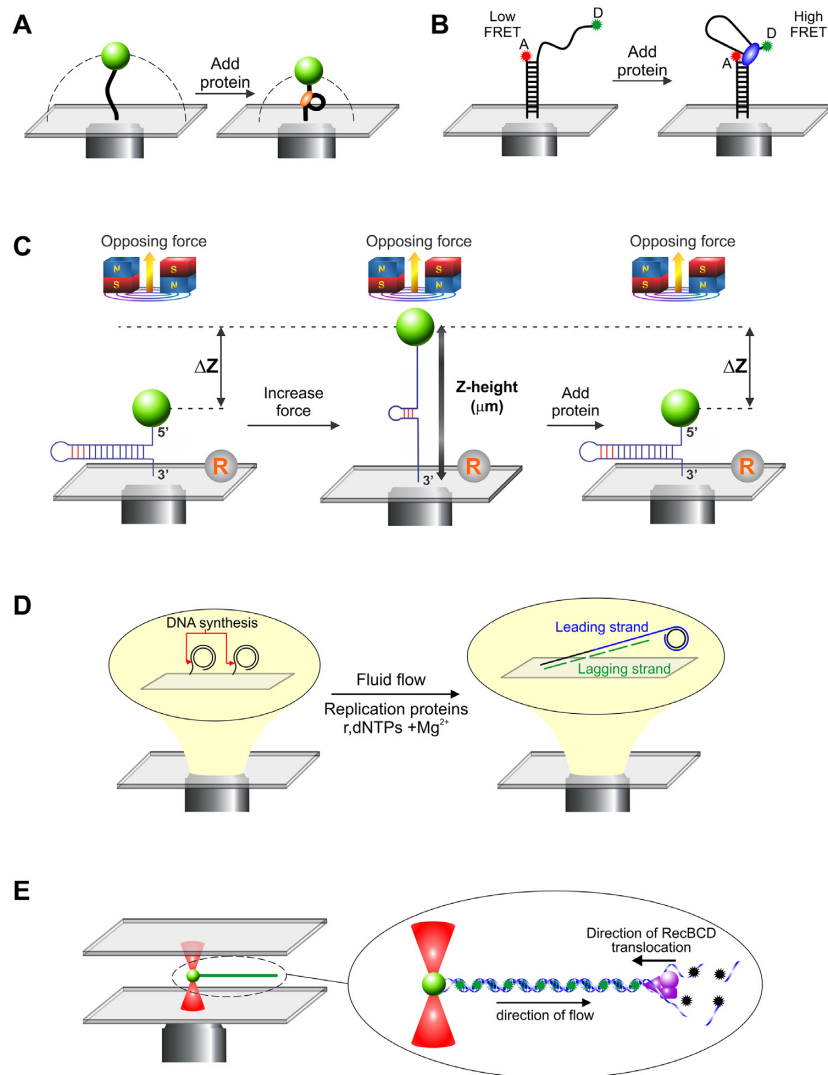 A
Add
protein
B
Low
FRET
A
D
Add
protein
High
FRET
A
D
C
Opposing force
N
S
S
N
Opposing force
N
S
S
N
Opposing force
N
S
S
N
ΔZ
5'
3'
R
Increase
force
Z-height
(μm)
3'
R
Add
protein
ΔZ
5'
3'
R
D
DNA synthesis
Fluid flow
Replication proteins
r,dNTPs +Mg²⁺
Leading strand
Lagging strand
E
Direction of RecBCD
translocation
direction of flow